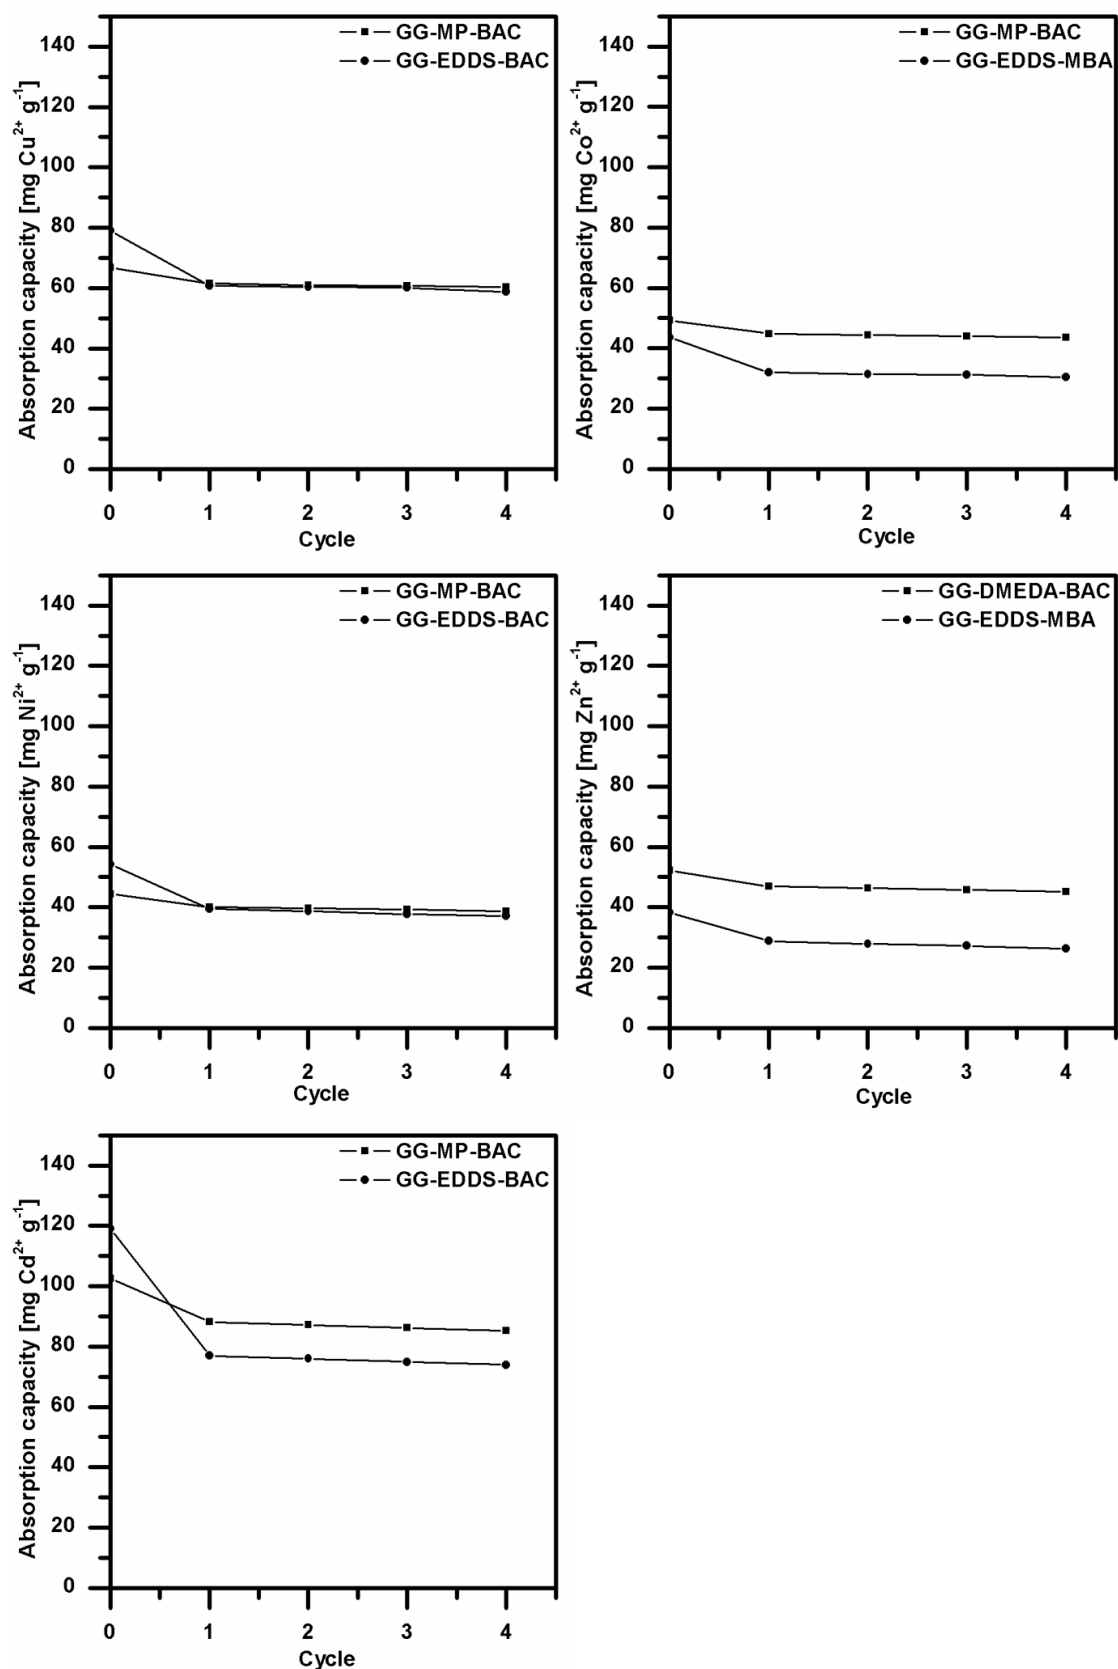 GG-MP-BAC
GG-EDDS-BAC
Absorption capacity [mg Cu²⁺ g⁻¹]
140
120
100
80
60
40
20
0
0 1 2 3 4
Cycle
GG-MP-BAC
GG-EDDS-MBA
Absorption capacity [mg Co²⁺ g⁻¹]
140
120
100
80
60
40
20
0
0 1 2 3 4
Cycle
GG-MP-BAC
GG-EDDS-BAC
Absorption capacity [mg Ni²⁺ g⁻¹]
140
120
100
80
60
40
20
0
0 1 2 3 4
Cycle
GG-DMEDA-BAC
GG-EDDS-MBA
Absorption capacity [mg Zn²⁺ g⁻¹]
140
120
100
80
60
40
20
0
0 1 2 3 4
Cycle
GG-MP-BAC
GG-EDDS-BAC
Absorption capacity [mg Cd²⁺ g⁻¹]
140
120
100
80
60
40
20
0
0 1 2 3 4
Cycle